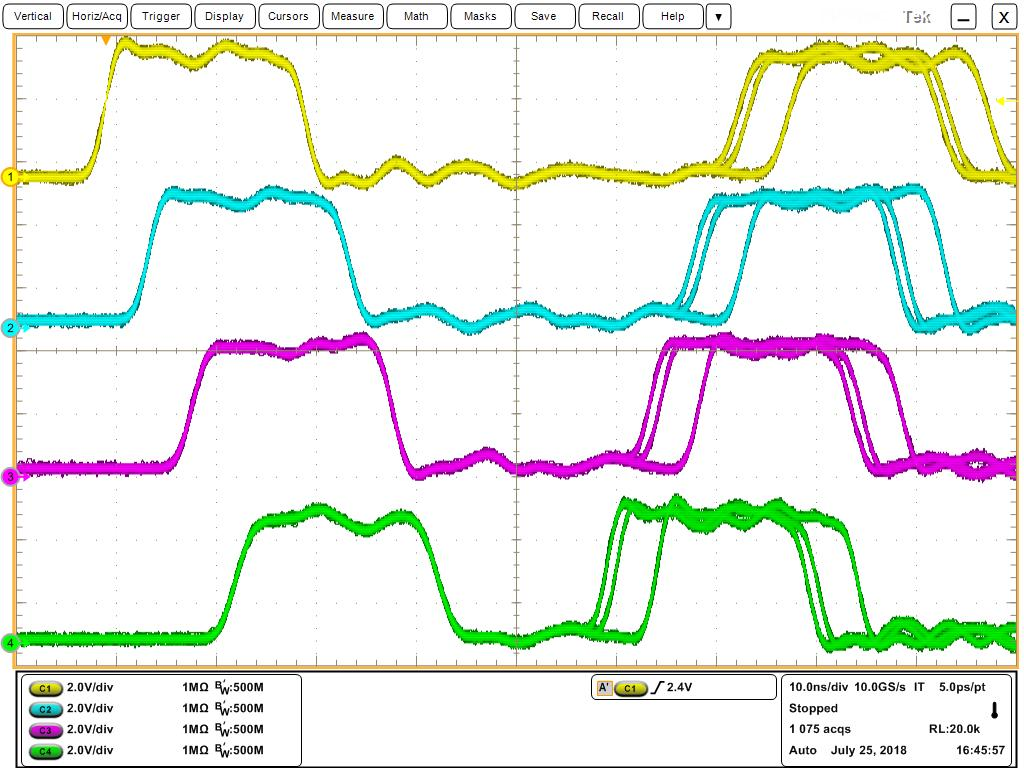 Vertical Horiz/Acq Trigger Display Cursors Measure Math Masks Save Recall Help Tek X
1
2
3
4
C1 2.0V/div 1MΩ BW:500M
C2 2.0V/div 1MΩ BW:500M
C3 2.0V/div 1MΩ BW:500M
C4 2.0V/div 1MΩ BW:500M
A' C1 2.4V
10.0ns/div 10.0GS/s IT 5.0ps/pt
Stopped
1 075 acqs RL:20.0k
Auto July 25, 2018 16:45:57